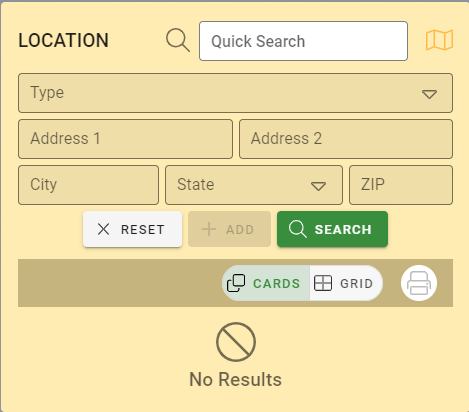 LOCATION
Quick Search
Type
Address 1
Address 2
City
State
ZIP
RESET
ADD
SEARCH
CARDS
GRID
No Results